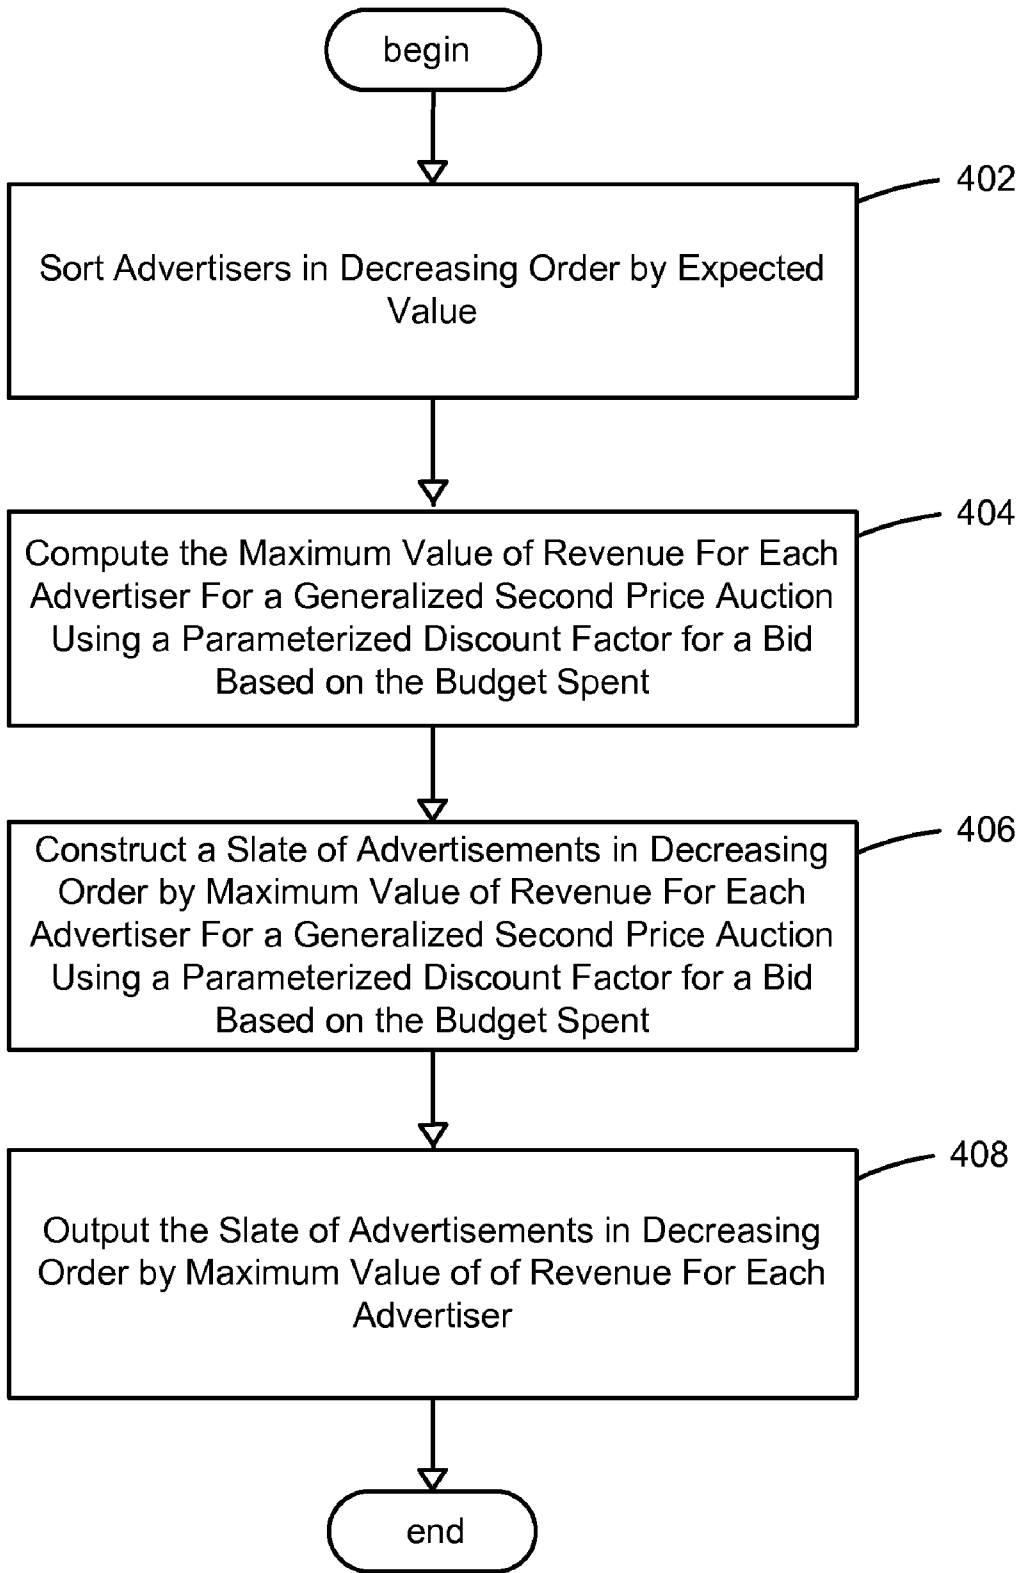 begin
402
Sort Advertisers in Decreasing Order by Expected
Value
404
Compute the Maximum Value of Revenue For Each
Advertiser For a Generalized Second Price Auction
Using a Parameterized Discount Factor for a Bid
Based on the Budget Spent
406
Construct a Slate of Advertisements in Decreasing
Order by Maximum Value of Revenue For Each
Advertiser For a Generalized Second Price Auction
Using a Parameterized Discount Factor for a Bid
Based on the Budget Spent
408
Output the Slate of Advertisements in Decreasing
Order by Maximum Value of of Revenue For Each
Advertiser
end